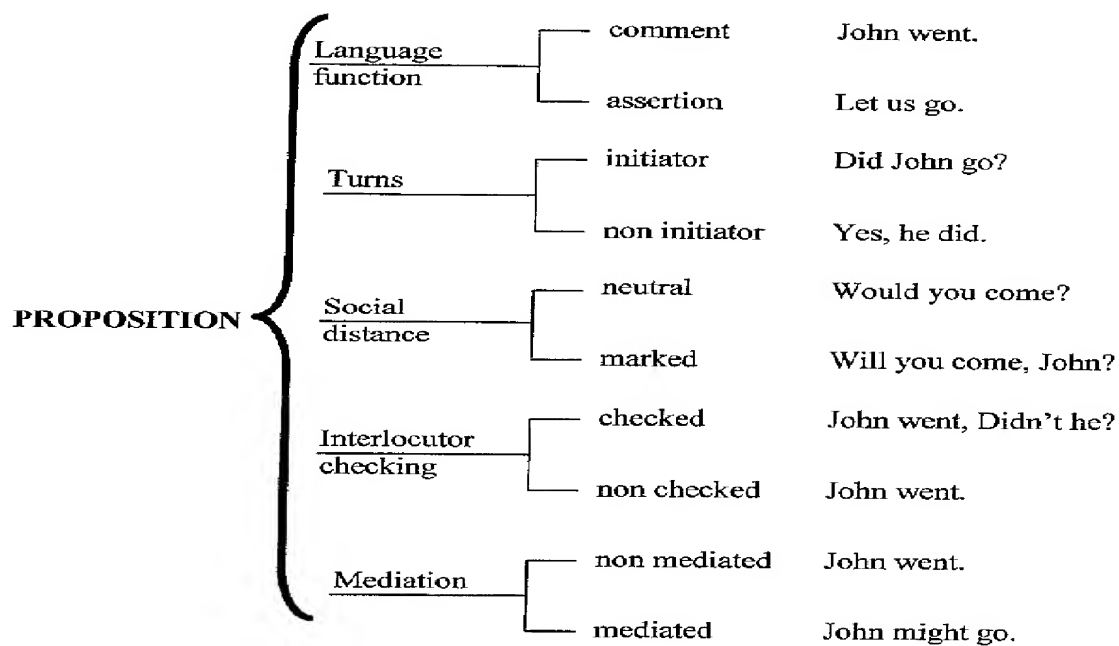 comment John went.
Language
function
assertion Let us go.
initiator Did John go?
Turns
non initiator Yes, he did.
neutral Would you come?
PROPOSITION
Social
distance
marked Will you come, John?
checked John went, Didn't he?
Interlocutor
checking
non checked John went.
non mediated John went.
Mediation
mediated John might go.